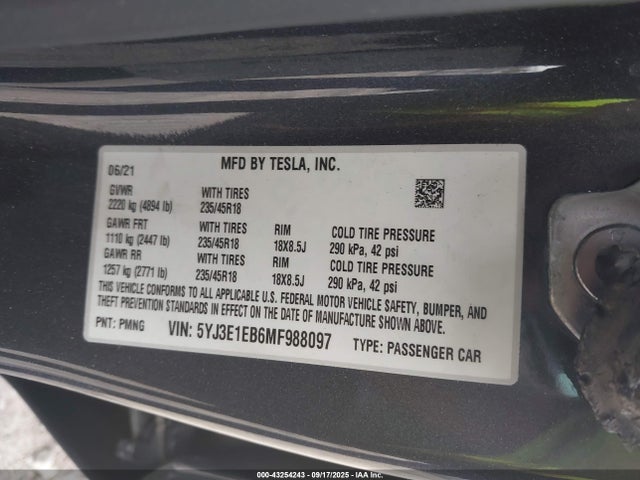 MFD BY TESLA, INC.
06/21
GVWR WITH TIRES
2220 kg (4894 lb) 235/45R18
GAWR FRT WITH TIRES RIM COLD TIRE PRESSURE
1110 kg (2447 lb) 235/45R18 18X8.5J 290 kPa, 42 psi
GAWR RR WITH TIRES RIM COLD TIRE PRESSURE
1257 kg (2771 lb) 235/45R18 18X8.5J 290 kPa, 42 psi
THIS VEHICLE CONFORMS TO ALL APPLICABLE U.S. FEDERAL MOTOR VEHICLE SAFETY, BUMPER, AND
THEFT PREVENTION STANDARDS IN EFFECT ON THE DATE OF MANUFACTURE SHOWN ABOVE.
PNT: PMNG VIN: 5YJ3E1EB6MF988097 TYPE: PASSENGER CAR
000-43254243 - 09/17/2025 - IAA Inc.